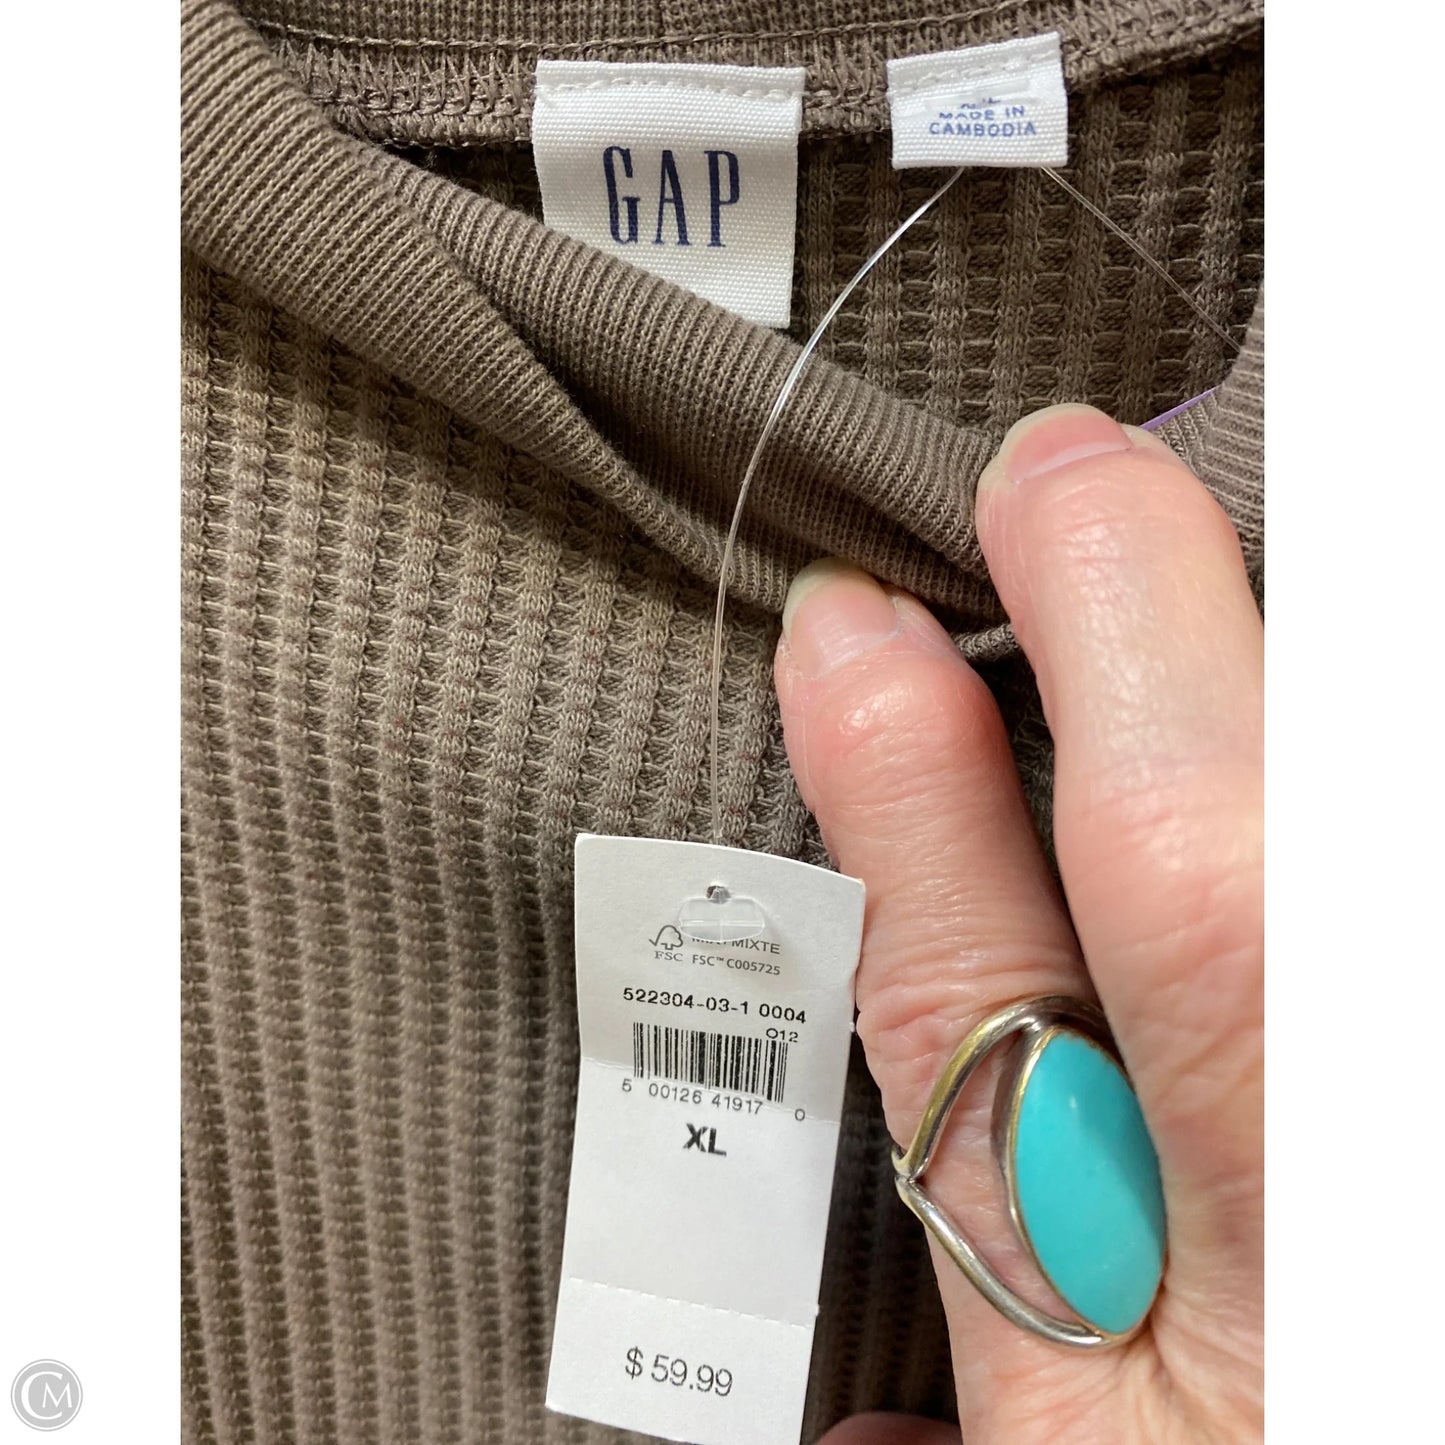 GAP
MADE IN
CAMBODIA
MIXTE
FSC FSC™ C005725
522304-03-1 0004
012
5 00126 41917 0
XL
$ 59.99
CM